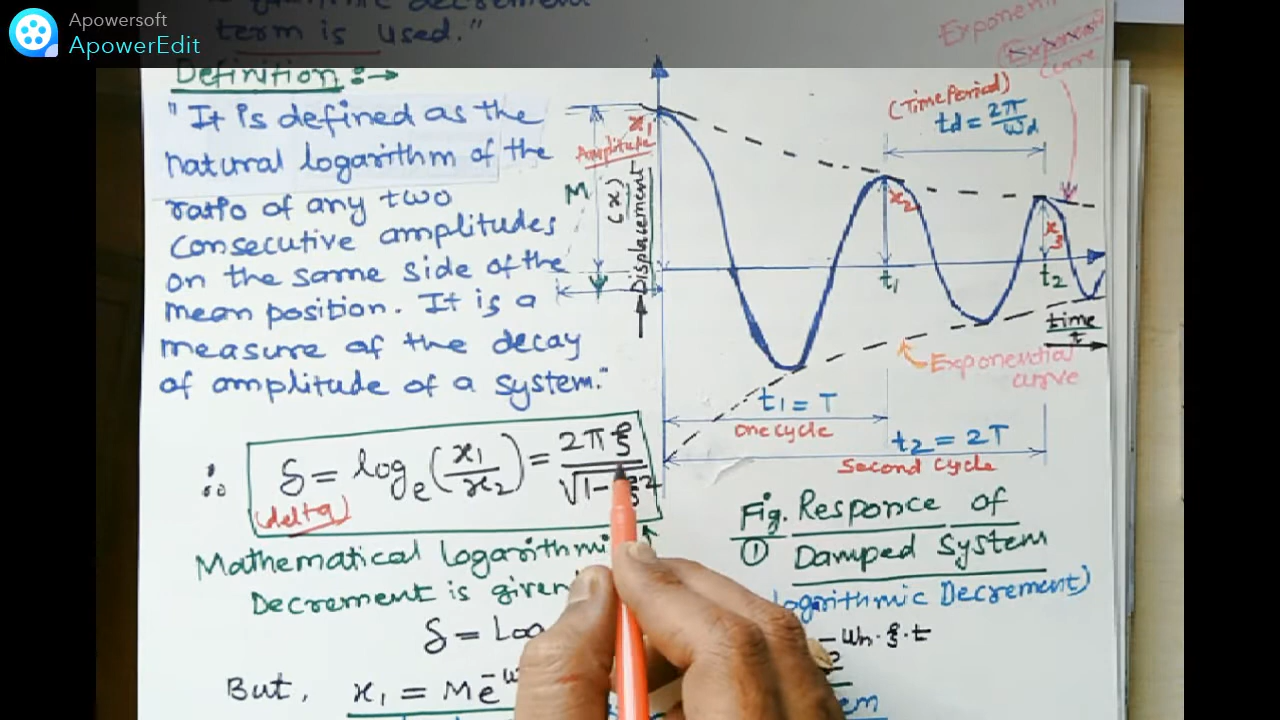 Apowersoft
ApowerEdit
term is used."
Definition :→
"It is defined as the
natural logarithm of the
ratio of any two
consecutive amplitudes
on the same side of the
mean position. It is a
measure of the decay
of amplitude of a system."
∴ δ = log e (x1/x2) = 2πξ/√1-ξ2
(delta)
Mathematical logarithmi
Decrement is given
δ = Lo
But, x1 = Me
x1
Amplitude
M
(x)
Displacement
(Time Period)
td = 2π/ωd
Exponenti
curve
x2
x3
t1
t2
time
t
Exponential
curve
t1 = T
one cycle
t2 = 2T
Second cycle
Fig. Responce of
① Damped System
logarithmic Decrement)
-ωn.ξ.t